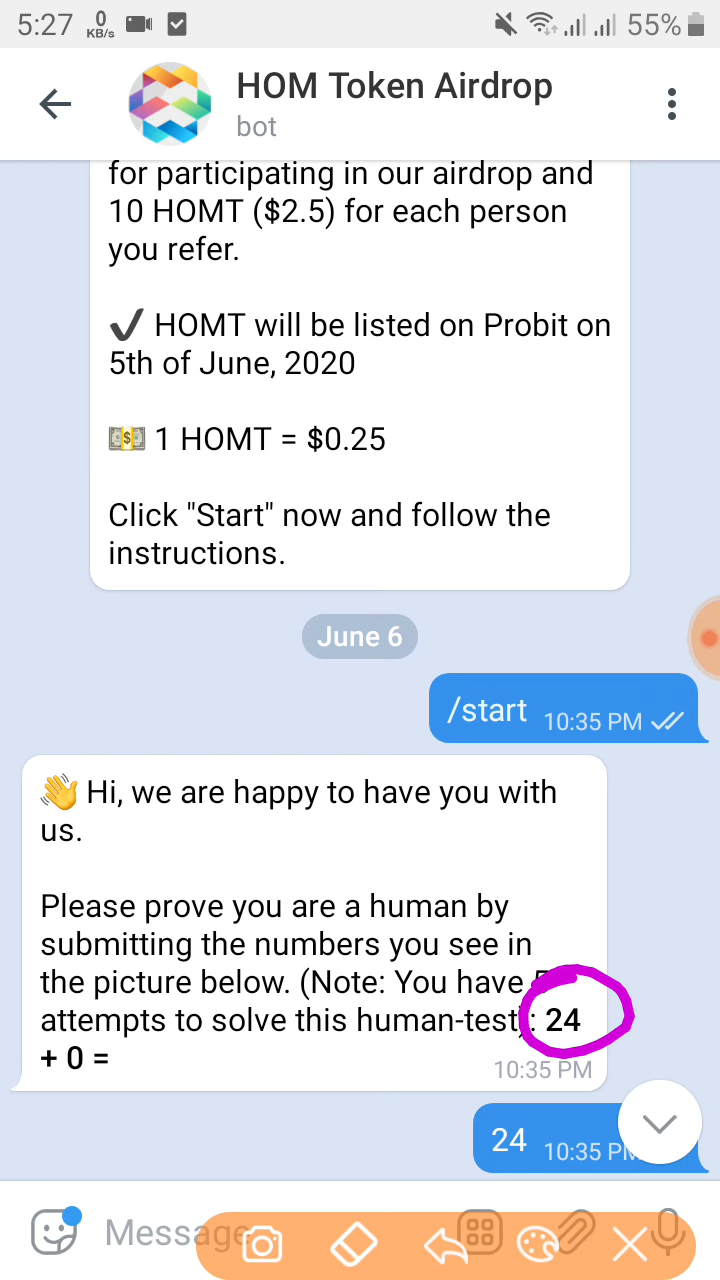 5:27 0 KB/s 55%
HOM Token Airdrop
bot
for participating in our airdrop and
10 HOMT ($2.5) for each person
you refer.
✔ HOMT will be listed on Probit on
5th of June, 2020
💵 1 HOMT = $0.25
Click "Start" now and follow the
instructions.
June 6
/start 10:35 PM
👋 Hi, we are happy to have you with
us.
Please prove you are a human by
submitting the numbers you see in
the picture below. (Note: You have
attempts to solve this human-test): 24
+ 0 =
10:35 PM
24 10:35 PM
Message